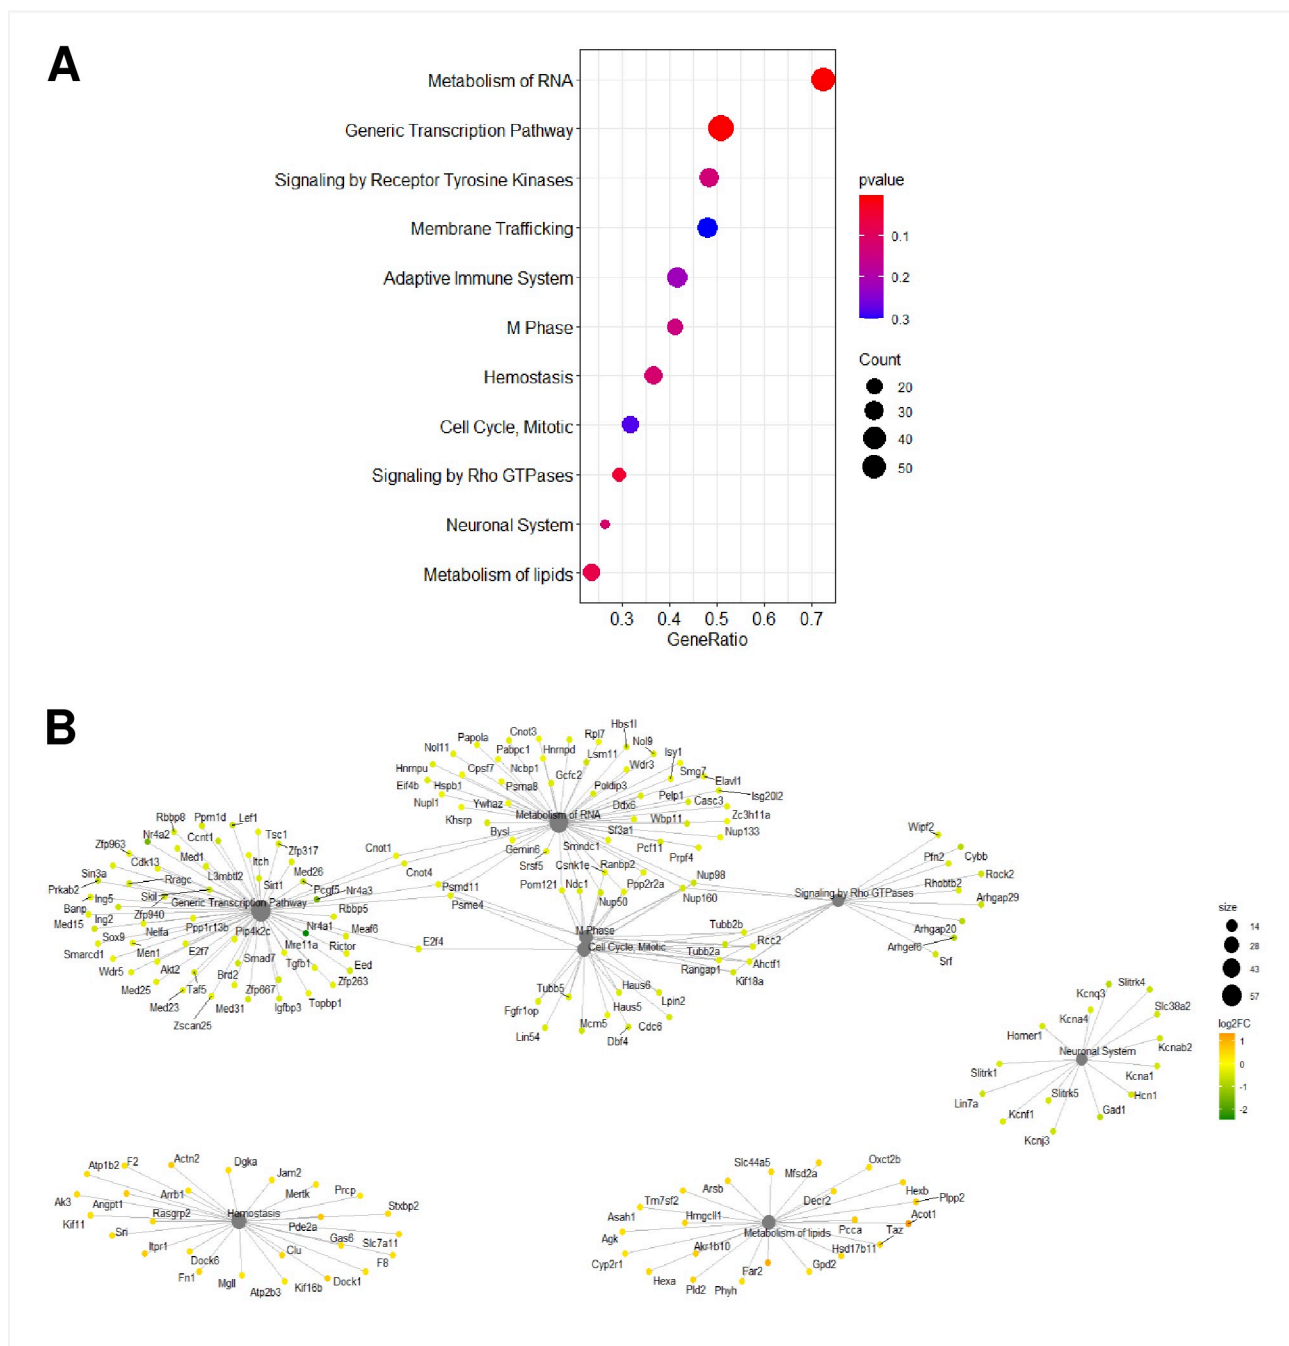 A
Metabolism of RNA
Generic Transcription Pathway
Signaling by Receptor Tyrosine Kinases
Membrane Trafficking
Adaptive Immune System
M Phase
Hemostasis
Cell Cycle, Mitotic
Signaling by Rho GTPases
Neuronal System
Metabolism of lipids
0.3 0.4 0.5 0.6 0.7
GeneRatio
pvalue
0.1
0.2
0.3
Count
20
30
40
50
B
Hbs1l
Cnot3 Rpl7
Papola Nol9
Nol11 Pabpc1 Hnrnpd Lsm11 Isy1
Hnrnpu Cpsf7 Ncbp1 Gcfc2 Wdr3 Smg7
Eif4b Hspb1 Psma8 Poldip3 Elavl1
Nupl1 Ywhaz Ddx6 Pelp1 Casc3 Isg20l2
Khsrp Metabolism of RNA Wbp11 Zc3h11a
Bysl Sf3a1 Nup133
Gemin6 Smndc1 Pcf11
Srsf5 Csnk1e Ranbp2 Prpf4
Pom121 Ndc1 Ppp2r2a Nup98
Nup50 Nup160
Cnot1
Cnot4
Psmd11
Psme4
E2f4
Rbbp8 Ppm1d Lef1
Nr4a2 Ccnt1 Tsc1
Zfp963 Zfp317
Cdk13 Med1 Itch
Sin3a Rragc L3mbtl2 Sirt1 Med26
Prkab2 Skil Pcgf5 Nr4a3
Banp Ing5 Generic Transcription Pathway Rbbp5
Med15 Ing2 Zfp940 Ppp1r13b Nr4a1 Meaf6
Sox9 Nelfa Pip4k2c Mre11a Rictor
Smarcd1 Men1 E2f7 Smad7 Tgfb1 Eed
Wdr5 Akt2 Brd2 Zfp263
Med25 Taf5 Zfp667 Topbp1
Med23 Med31 Igfbp3
Zscan25
M Phase
Cell Cycle, Mitotic
Tubb2b
Tubb2a Rcc2
Rangap1 Ahctf1
Kif18a
Tubb5 Haus6 Lpin2
Fgfr1op Haus5
Lin54 Mcm5 Cdc6
Dbf4
Wipf2
Pfn2 Cybb
Rhobtb2 Rock2
Signaling by Rho GTPases Arhgap29
Arhgap20
Arhgef6
Srf
size
14
28
43
57
log2FC
1
0
-1
-2
Kcnq3 Slitrk4
Kcna4 Slc38a2
Homer1
Neuronal System Kcnab2
Slitrk1 Kcna1
Lin7a Slitrk5 Hcn1
Kcnf1 Gad1
Kcnj3
Atp1b2 F2 Actn2 Dgka
Jam2
Ak3 Angpt1 Arrb1 Mertk Prcp
Kif11 Rasgrp2 Hemostasis Pde2a Stxbp2
Sri Gas6 Slc7a11
Itpr1 Dock6 Clu F8
Fn1 Mgll Atp2b3 Kif16b Dock1
Slc44a5 Mfsd2a Oxct2b
Tm7sf2 Arsb Decr2 Hexb Plpp2
Asah1 Hmgcll1 Acot1
Agk Metabolism of lipids Pcca Taz
Cyp2r1 Akr1b10 Hsd17b11
Hexa Far2 Gpd2
Pld2 Phyh